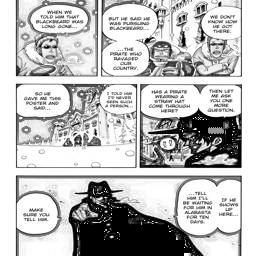 WHEN WE
TOLD HIM THAT
BLACKBEARD
WAS LONG
GONE...
BUT HE SAID HE
WAS PURSUING
BLACKBEARD...
...THE
PIRATE WHO
RAVAGED
OUR
COUNTRY.
WE DON'T
KNOW
HOW HE
GOT
THERE.
SO HE
GAVE ME THIS
POSTER AND
SAID...
I TOLD HIM
I'D NEVER
SEEN SUCH
A PERSON...
HAS A PIRATE
WEARING A
STRAW HAT
COME THROUGH
HERE?
THEN LET
ME ASK
YOU ONE
MORE
QUESTION.
MAKE
SURE YOU
TELL HIM.
...TELL
HIM I'LL
BE WAITING
FOR HIM IN
ALABASTA
FOR TEN
DAYS.
IF HE
SHOWS
UP
HERE...